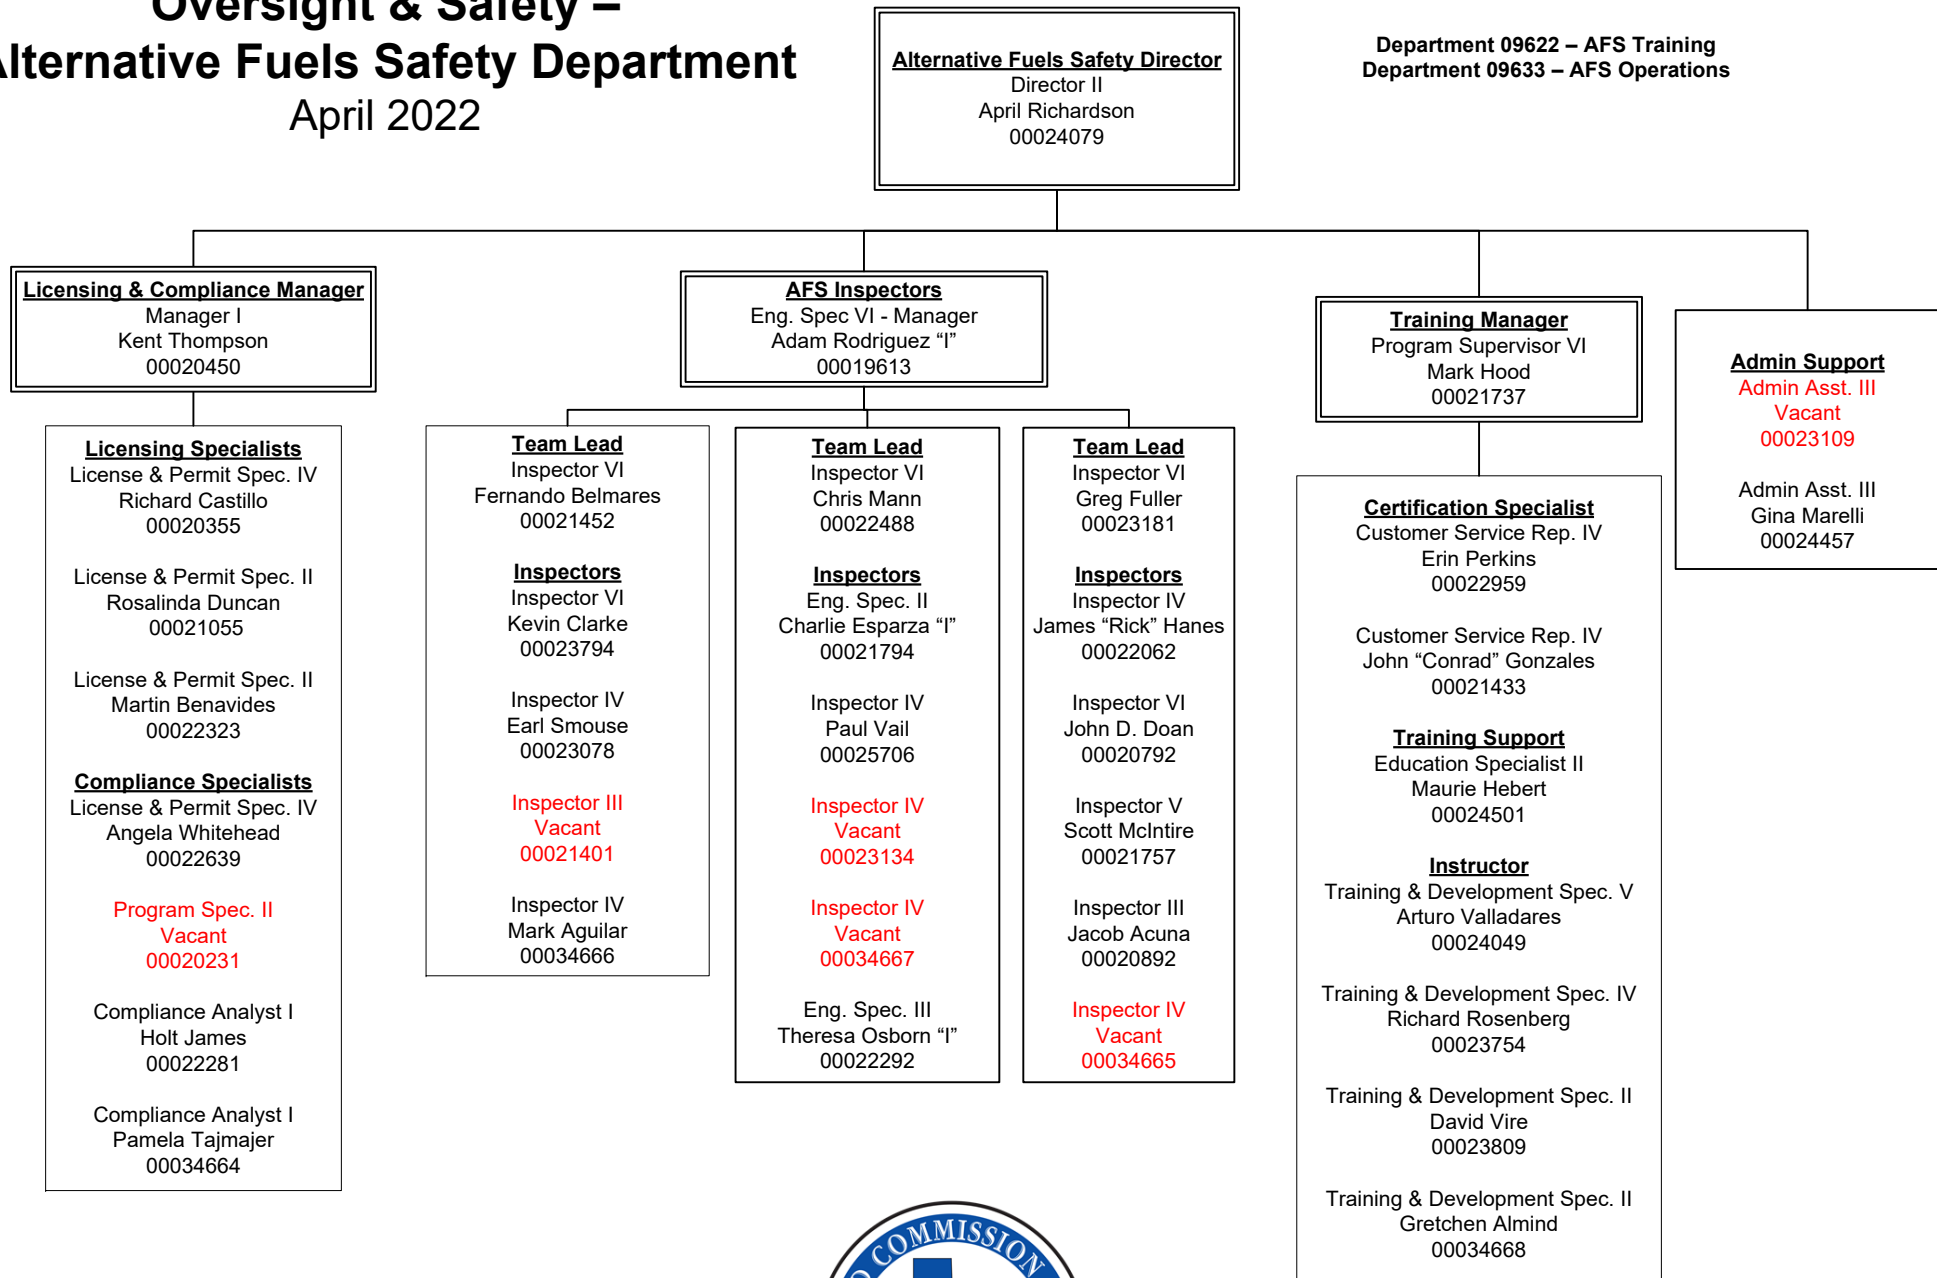 Oversight & Safety –
Alternative Fuels Safety Department
April 2022
Alternative Fuels Safety Director
Director II
April Richardson
00024079
Department 09622 – AFS Training
Department 09633 – AFS Operations
Licensing & Compliance Manager
Manager I
Kent Thompson
00020450
AFS Inspectors
Eng. Spec VI - Manager
Adam Rodriguez “I”
00019613
Training Manager
Program Supervisor VI
Mark Hood
00021737
Admin Support
Admin Asst. III
Vacant
00023109
Admin Asst. III
Gina Marelli
00024457
Licensing Specialists
License & Permit Spec. IV
Richard Castillo
00020355
License & Permit Spec. II
Rosalinda Duncan
00021055
License & Permit Spec. II
Martin Benavides
00022323
Compliance Specialists
License & Permit Spec. IV
Angela Whitehead
00022639
Program Spec. II
Vacant
00020231
Compliance Analyst I
Holt James
00022281
Compliance Analyst I
Pamela Tajmajer
00034664
Team Lead
Inspector VI
Fernando Belmares
00021452
Inspectors
Inspector VI
Kevin Clarke
00023794
Inspector IV
Earl Smouse
00023078
Inspector III
Vacant
00021401
Inspector IV
Mark Aguilar
00034666
Team Lead
Inspector VI
Chris Mann
00022488
Inspectors
Eng. Spec. II
Charlie Esparza “I”
00021794
Inspector IV
Paul Vail
00025706
Inspector IV
Vacant
00023134
Inspector IV
Vacant
00034667
Eng. Spec. III
Theresa Osborn “I”
00022292
Team Lead
Inspector VI
Greg Fuller
00023181
Inspectors
Inspector IV
James “Rick” Hanes
00022062
Inspector VI
John D. Doan
00020792
Inspector V
Scott McIntire
00021757
Inspector III
Jacob Acuna
00020892
Inspector IV
Vacant
00034665
Certification Specialist
Customer Service Rep. IV
Erin Perkins
00022959
Customer Service Rep. IV
John “Conrad” Gonzales
00021433
Training Support
Education Specialist II
Maurie Hebert
00024501
Instructor
Training & Development Spec. V
Arturo Valladares
00024049
Training & Development Spec. IV
Richard Rosenberg
00023754
Training & Development Spec. II
David Vire
00023809
Training & Development Spec. II
Gretchen Almind
00034668
COMMISSION